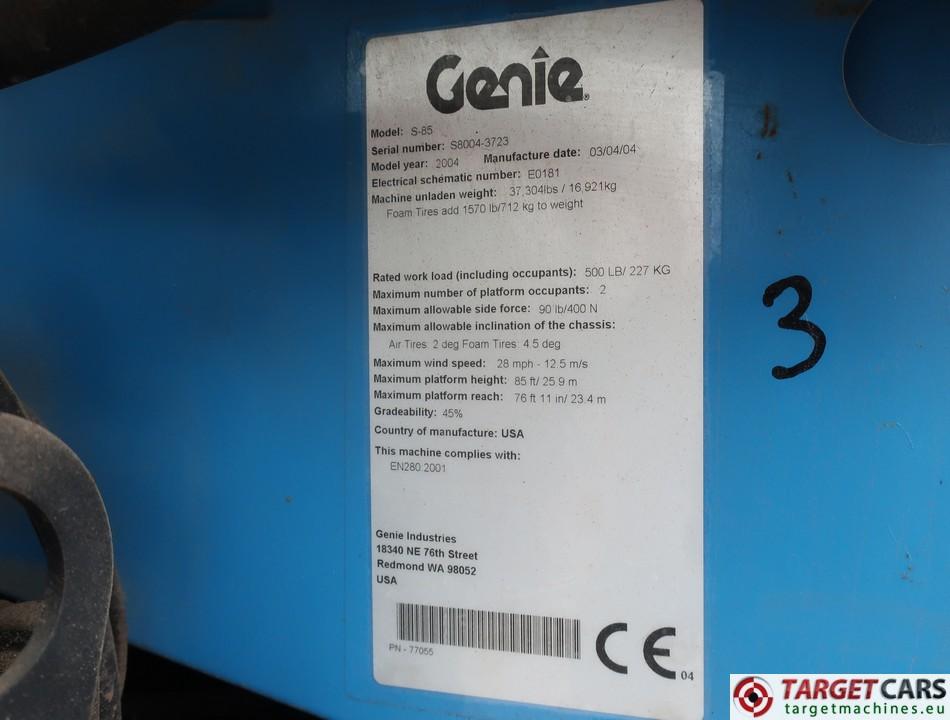 Genie®
Model: S-85
Serial number: S8004-3723
Model year: 2004 Manufacture date: 03/04/04
Electrical schematic number: E0181
Machine unladen weight: 37,304lbs / 16,921kg
Foam Tires add 1570 lb/712 kg to weight
Rated work load (including occupants): 500 LB/ 227 KG
Maximum number of platform occupants: 2
Maximum allowable side force: 90 lb/400 N
Maximum allowable inclination of the chassis:
Air Tires: 2 deg Foam Tires: 4.5 deg
Maximum wind speed: 28 mph - 12.5 m/s
Maximum platform height: 85 ft/ 25.9 m
Maximum platform reach: 76 ft 11 in/ 23.4 m
Gradeability: 45%
Country of manufacture: USA
This machine complies with:
EN280:2001
Genie Industries
18340 NE 76th Street
Redmond WA 98052
USA
PN - 77055
CE 04
3
TARGETCARS
targetmachines.eu